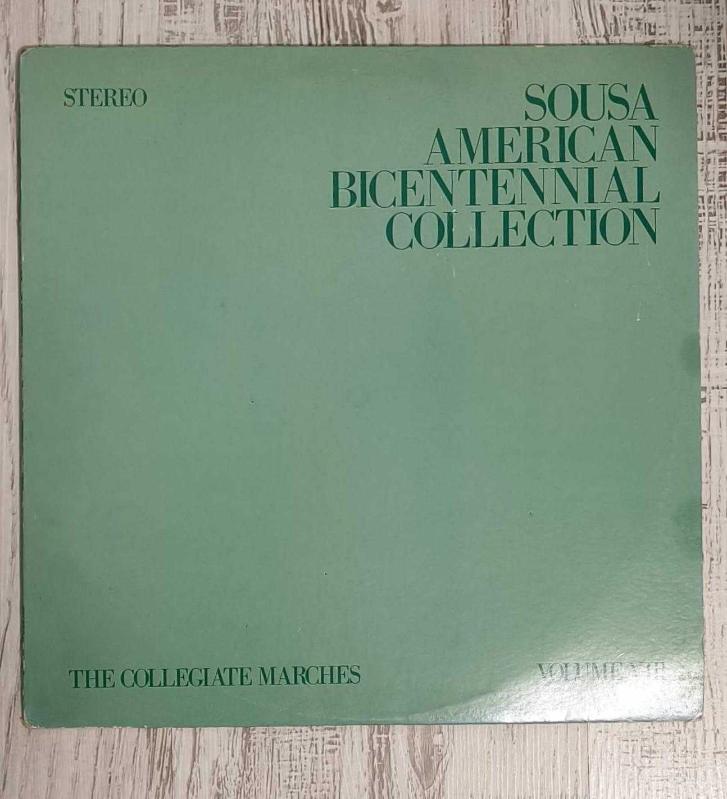 STEREO
SOUSA
AMERICAN
BICENTENNIAL
COLLECTION
THE COLLEGIATE MARCHES
VOLUME